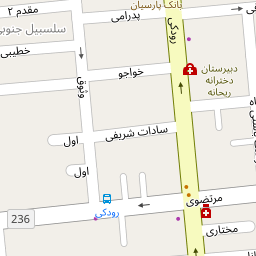 بانک پارسیان
مقدم ۲
پدرامی
رودکی
سلسبیل جنوبی
خطیبی
خواجو
وثوق
دبیرستان
دخترانه
ریحانه
سادات شریفی
اول
اول
مرتضوی
رودکی
236
مختاری